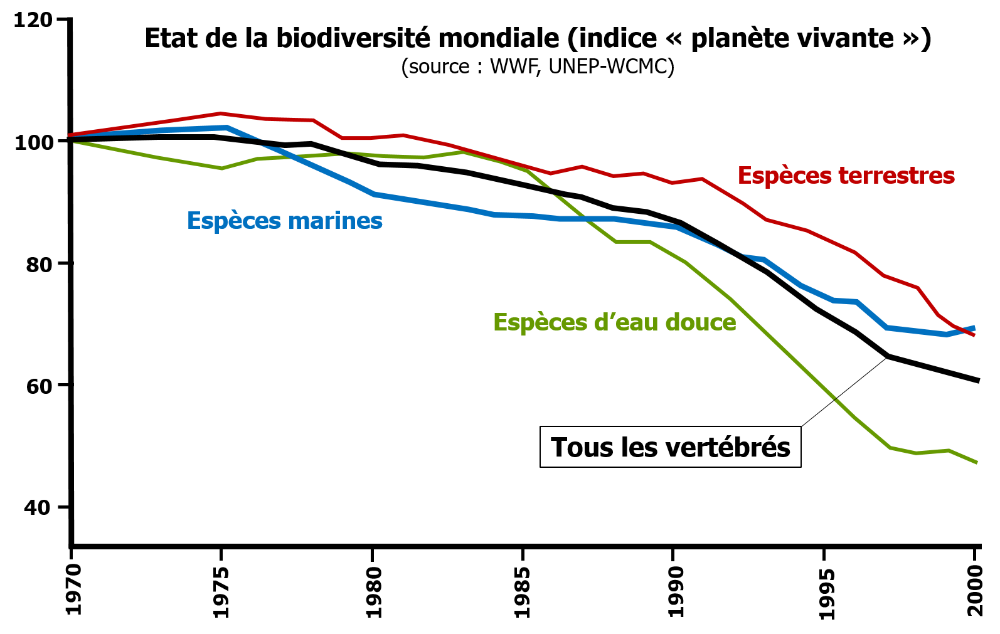 Etat de la biodiversité mondiale (indice « planète vivante »)
(source : WWF, UNEP-WCMC)
120
100
80
60
40
Espèces terrestres
Espèces marines
Espèces d’eau douce
Tous les vertébrés
1970
1975
1980
1985
1990
1995
2000